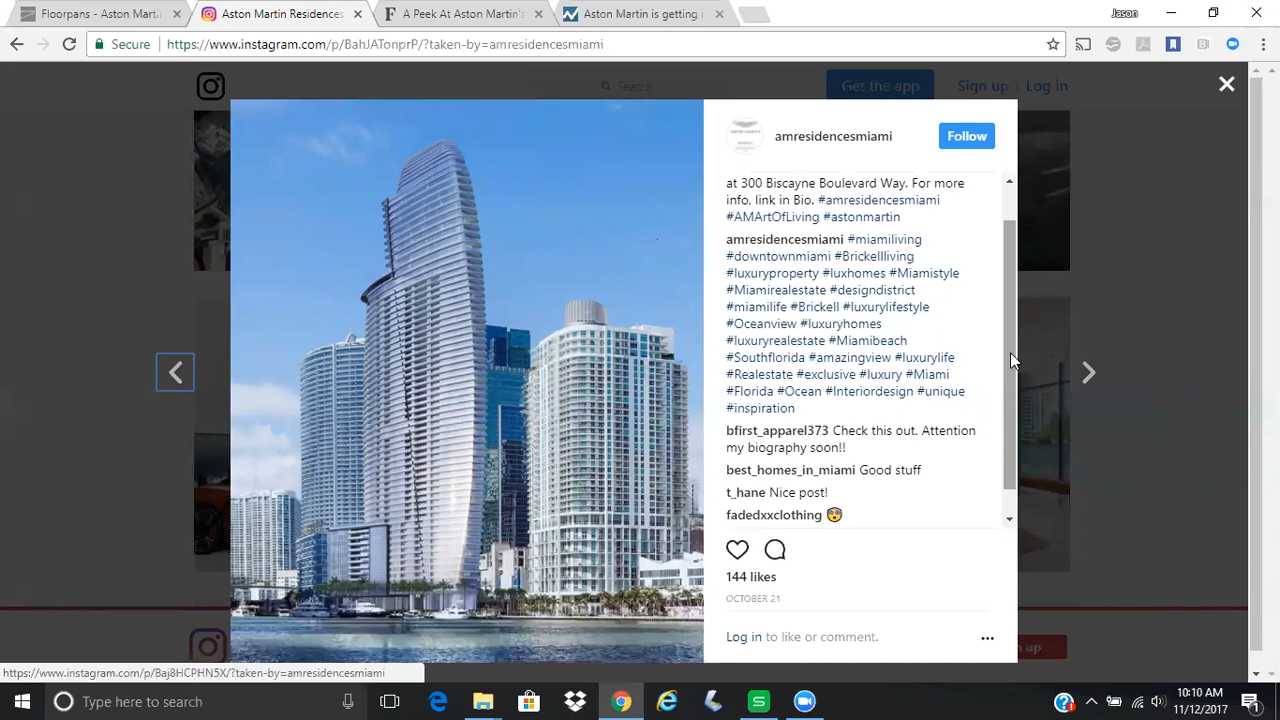 Floorpans - Aston Marti
Aston Martin Residences
A Peek At Aston Martin's
Aston Martin is getting i
Jason
Secure
https://www.instagram.com/p/BahJATonprP/?taken-by=amresidencesmiami
Search
Get the app
Sign up
Log in
amresidencesmiami
Follow
at 300 Biscayne Boulevard Way. For more
info, link in Bio. #amresidencesmiami
#AMArtOfLiving #astonmartin
amresidencesmiami #miamiliving
#downtownmiami #Brickellliving
#luxuryproperty #luxhomes #Miamistyle
#Miamirealestate #designdistrict
#miamilife #Brickell #luxurylifestyle
#Oceanview #luxuryhomes
#luxuryrealestate #Miamibeach
#Southflorida #amazingview #luxurylife
#Realestate #exclusive #luxury #Miami
#Florida #Ocean #Interiordesign #unique
#inspiration
bfirst_apparel373 Check this out. Attention
my biography soon!!
best_homes_in_miami Good stuff
t_hane Nice post!
fadedxxclothing 😨
144 likes
OCTOBER 21
Log in to like or comment.
up
https://www.instagram.com/p/Baj8HCPHN5X/?taken-by=amresidencesmiami
Type here to search
10:10 AM
11/12/2017